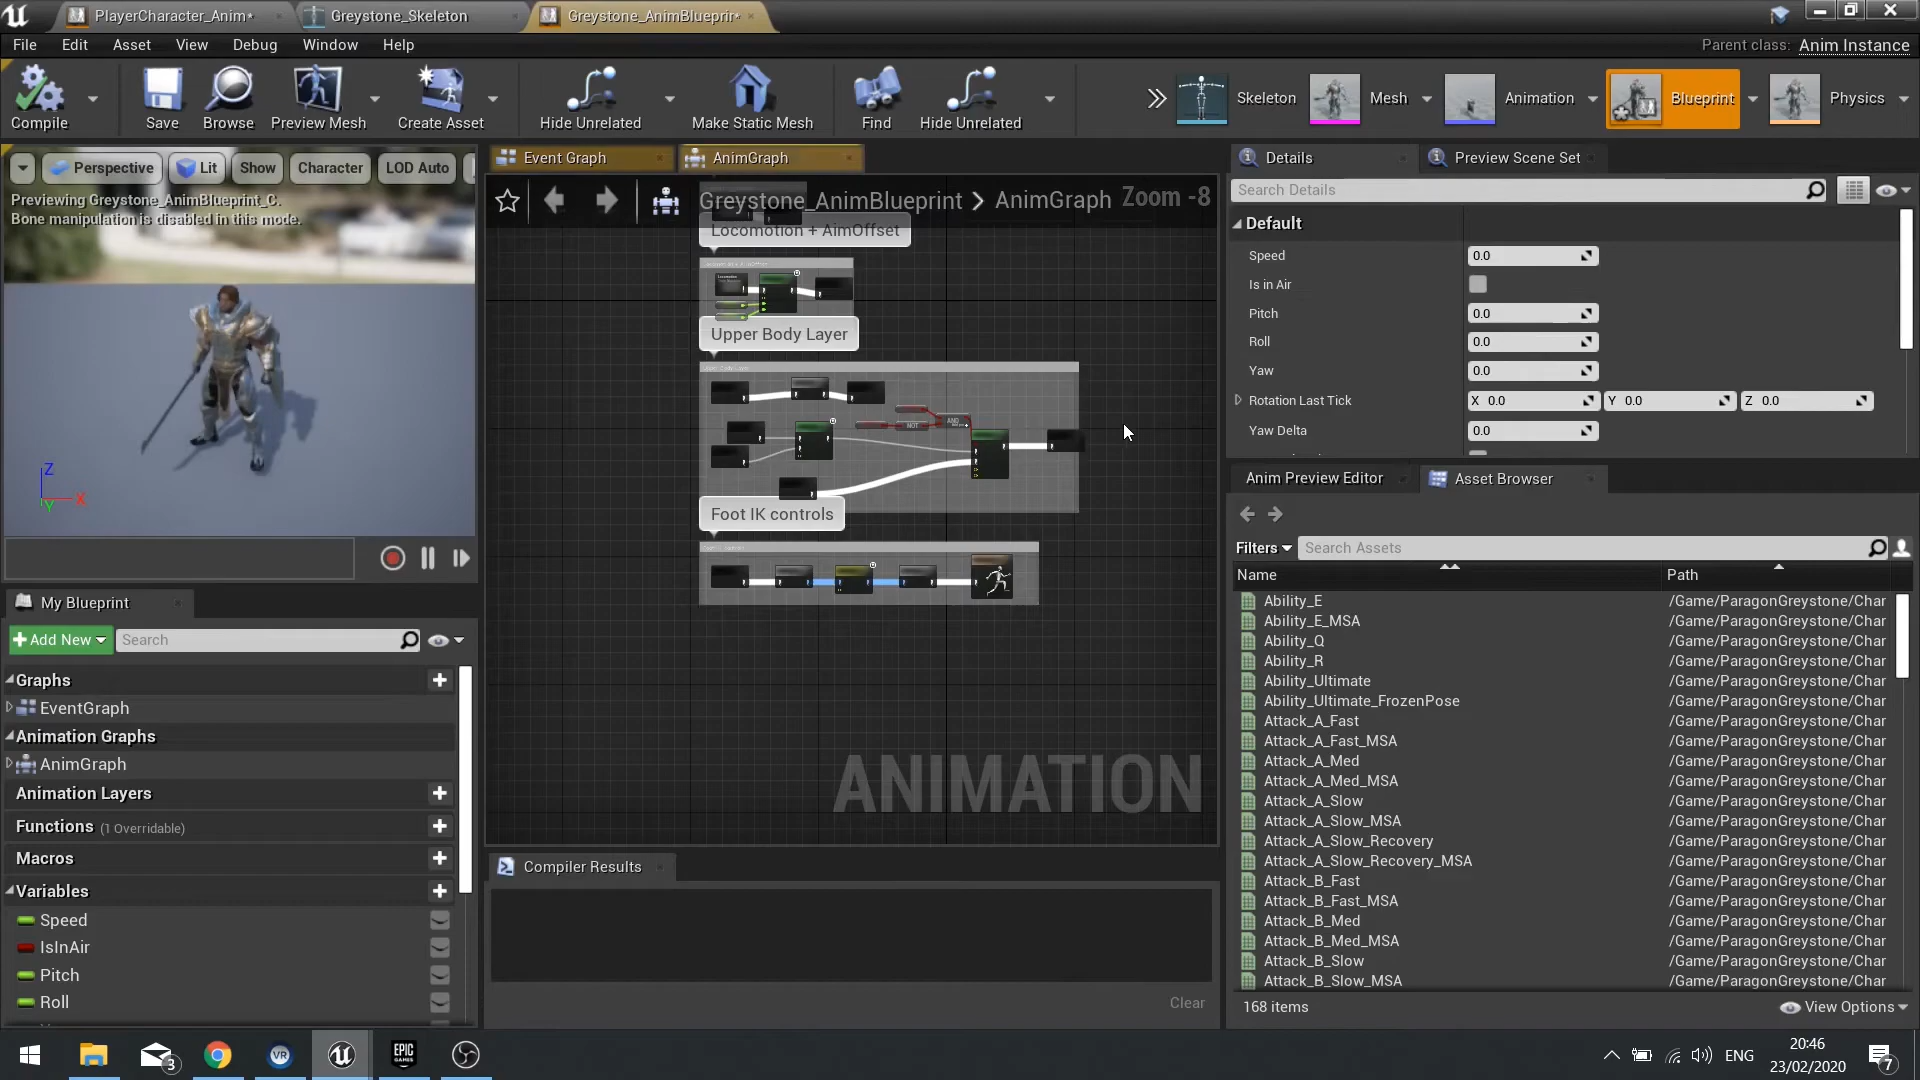 PlayerCharacter_Anim*
Greystone_Skeleton
Greystone_AnimBlueprir*
File Edit Asset View Debug Window Help
Parent class: Anim Instance
Compile
Save
Browse
Preview Mesh
Create Asset
Hide Unrelated
Make Static Mesh
Find
Hide Unrelated
Skeleton
Mesh
Animation
Blueprint
Physics
Perspective
Lit
Show
Character
LOD Auto
Previewing Greystone_AnimBlueprint_C.
Bone manipulation is disabled in this mode.
Z
X
Y
My Blueprint
Add New
Search
Graphs
EventGraph
Animation Graphs
AnimGraph
Animation Layers
Functions (1 Overridable)
Macros
Variables
Speed
IsInAir
Pitch
Roll
Event Graph
AnimGraph
Greystone_AnimBlueprint > AnimGraph
Zoom -8
Locomotion + AimOffset
Upper Body Layer
AND
NOT
Foot IK controls
ANIMATION
Compiler Results
Clear
Details
Preview Scene Set
Search Details
Default
Speed 0.0
Is in Air
Pitch 0.0
Roll 0.0
Yaw 0.0
Rotation Last Tick X 0.0 Y 0.0 Z 0.0
Yaw Delta 0.0
Anim Preview Editor
Asset Browser
Filters
Search Assets
Name Path
Ability_E /Game/ParagonGreystone/Char
Ability_E_MSA /Game/ParagonGreystone/Char
Ability_Q /Game/ParagonGreystone/Char
Ability_R /Game/ParagonGreystone/Char
Ability_Ultimate /Game/ParagonGreystone/Char
Ability_Ultimate_FrozenPose /Game/ParagonGreystone/Char
Attack_A_Fast /Game/ParagonGreystone/Char
Attack_A_Fast_MSA /Game/ParagonGreystone/Char
Attack_A_Med /Game/ParagonGreystone/Char
Attack_A_Med_MSA /Game/ParagonGreystone/Char
Attack_A_Slow /Game/ParagonGreystone/Char
Attack_A_Slow_MSA /Game/ParagonGreystone/Char
Attack_A_Slow_Recovery /Game/ParagonGreystone/Char
Attack_A_Slow_Recovery_MSA /Game/ParagonGreystone/Char
Attack_B_Fast /Game/ParagonGreystone/Char
Attack_B_Fast_MSA /Game/ParagonGreystone/Char
Attack_B_Med /Game/ParagonGreystone/Char
Attack_B_Med_MSA /Game/ParagonGreystone/Char
Attack_B_Slow /Game/ParagonGreystone/Char
Attack_B_Slow_MSA /Game/ParagonGreystone/Char
168 items
View Options
3
VR
EPIC
GAMES
ENG
20:46
23/02/2020
7